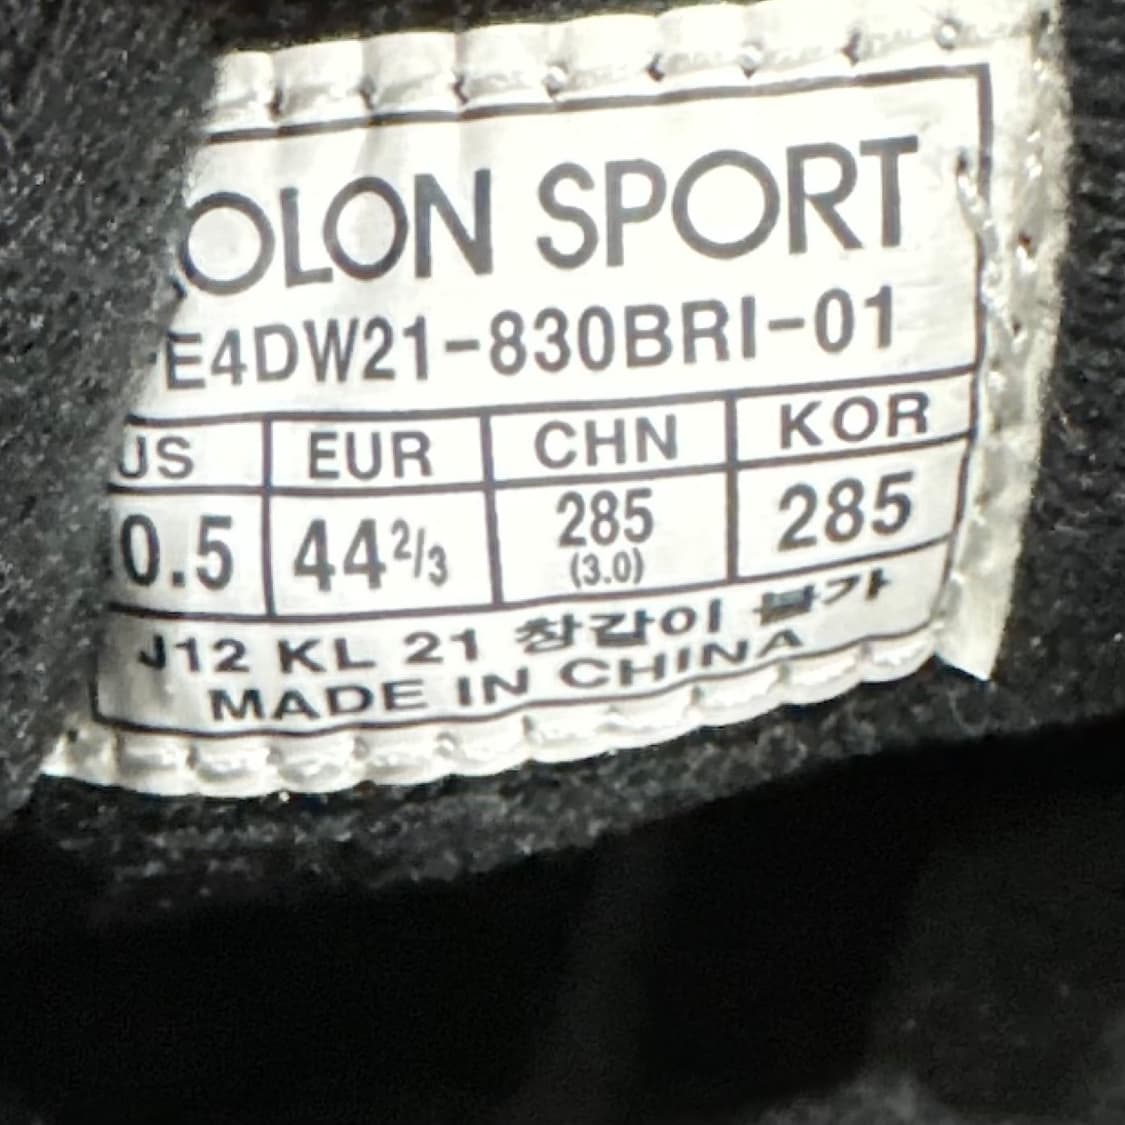 OLON SPORT
E4DW21-830BRI-01
US EUR CHN KOR
0.5 44 2/3 285 (3.0) 285
J12 KL 21 창갈이 불가
MADE IN CHINA